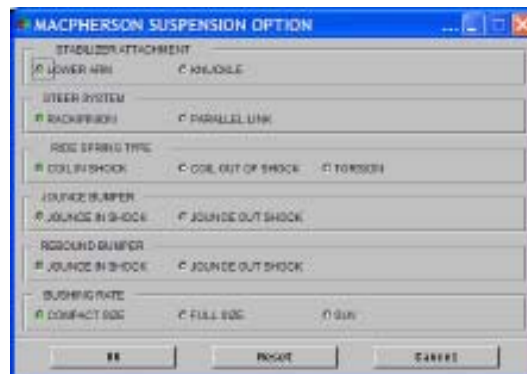 MACPHERSON SUSPENSION OPTION ...
STABILIZER ATTACHMENT
LOWER ARM KNUCKLE
STEER SYSTEM
RACK/PINION PARALLEL LINK
RIDE SPRING TYPE
COIL IN SHOCK COIL OUT OF SHOCK TORSION
JOUNCE BUMPER
JOUNCE IN SHOCK JOUNCE OUT SHOCK
REBOUND BUMPER
JOUNCE IN SHOCK JOUNCE OUT SHOCK
BUSHING RATE
COMPACT SIZE FULL SIZE SUV
OK Reset Cancel